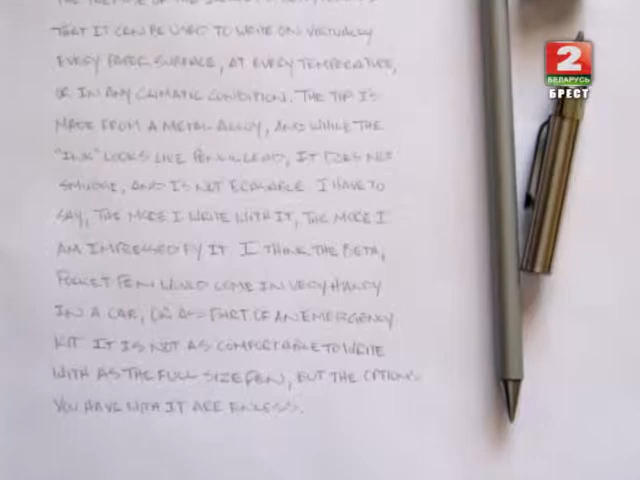 THAT IT CAN BE USED TO WRITE ON VIRTUALLY
EVERY PAPER SURFACE, AT EVERY TEMPERATURE,
OR IN ANY CLIMATIC CONDITION. THE TIP IS
MADE FROM A METAL ALLOY, AND WHILE THE
"INK" LOOKS LIKE PENCIL LEAD, IT DOES NOT
SMUDGE, AND IS NOT ERASABLE. I HAVE TO
SAY, THE MORE I WRITE WITH IT, THE MORE I
AM IMPRESSED BY IT. I THINK THE BETA,
POCKET PEN WOULD COME IN VERY HANDY
IN A CAR, OR AS PART OF AN EMERGENCY
KIT. IT IS NOT AS COMFORTABLE TO WRITE
WITH AS THE FULL SIZE PEN, BUT THE OPTIONS
YOU HAVE WITH IT ARE ENLESS.
2
БЕЛАРУСЬ
БРЕСТ